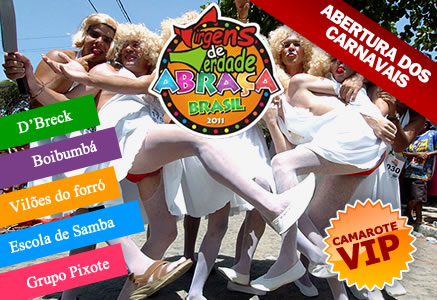 Virgens
de
Verdade
ABRAÇA
BRASIL
2011
ABERTURA DOS
CARNAVAIS
D'Breck
Boibumbá
Vilões do forró
Escola de Samba
Grupo Pixote
CAMAROTE
VIP